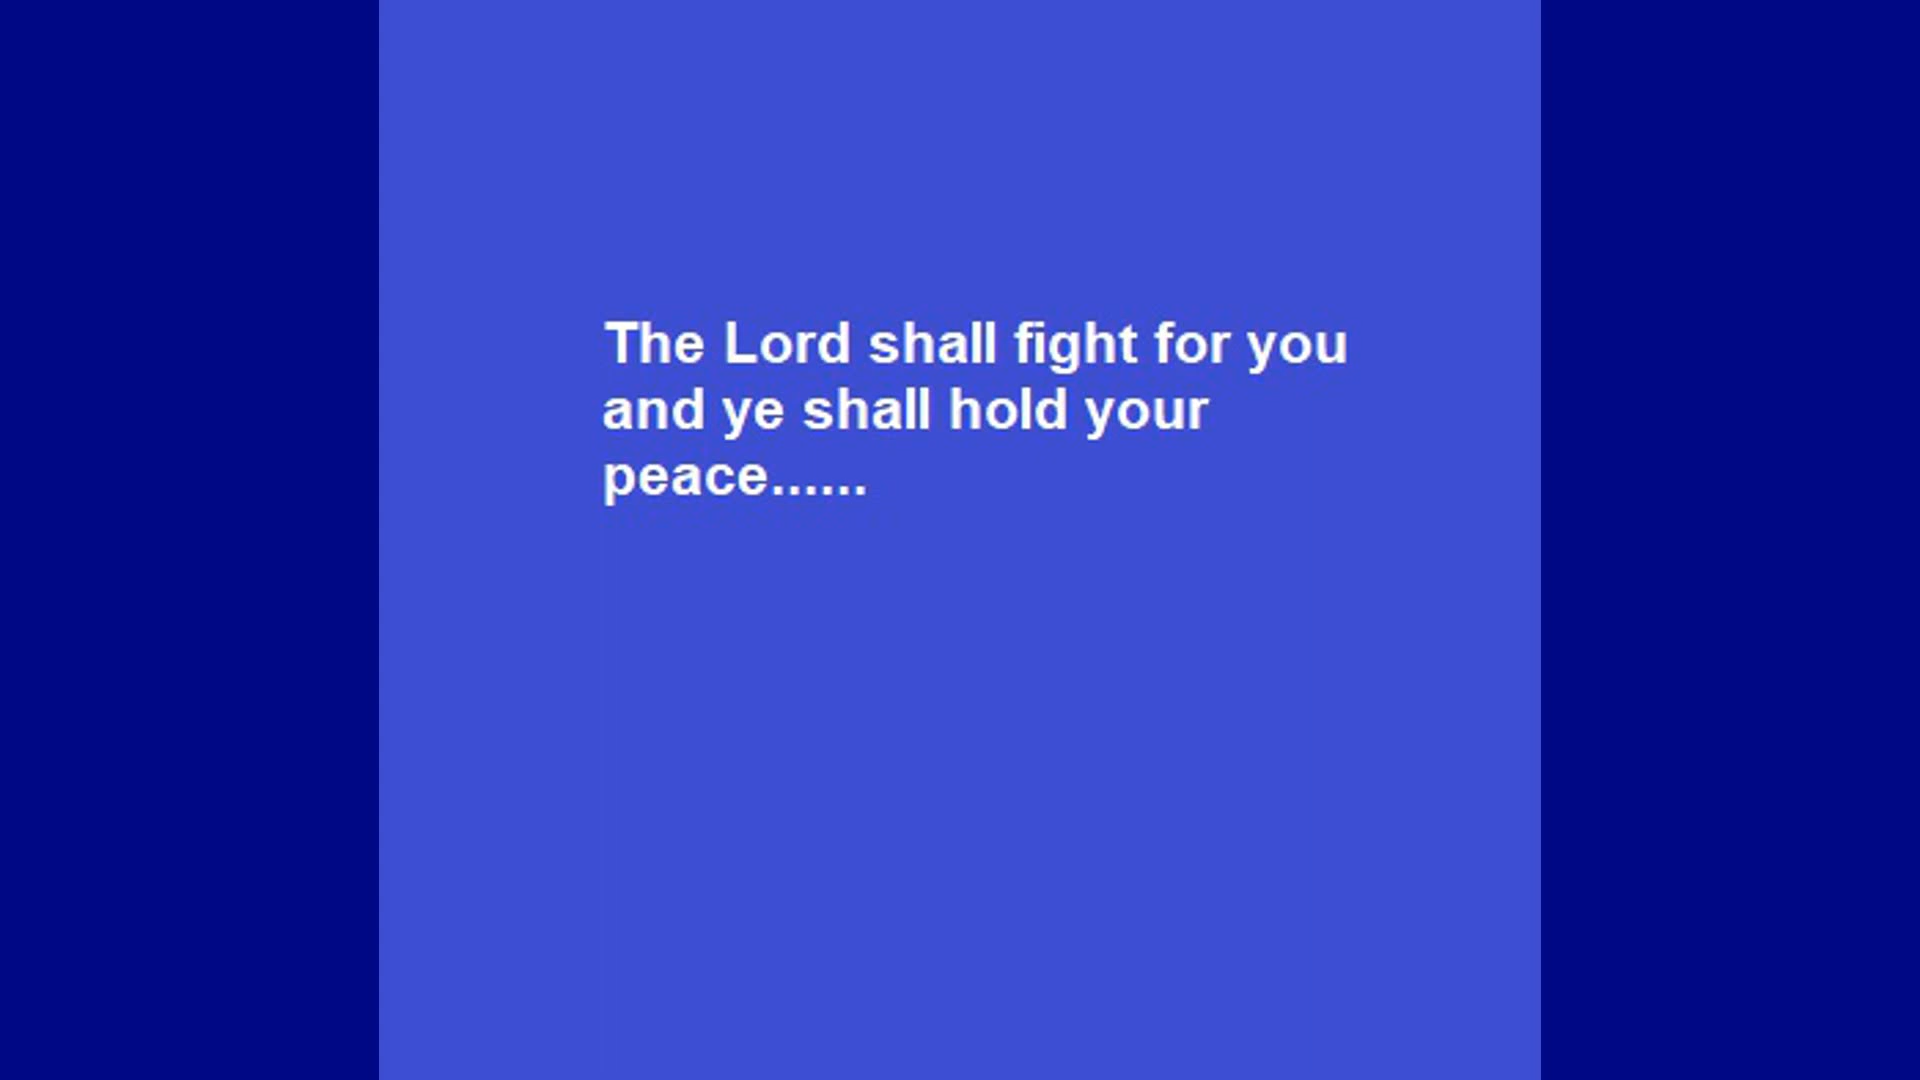 The Lord shall fight for you
and ye shall hold your
peace......